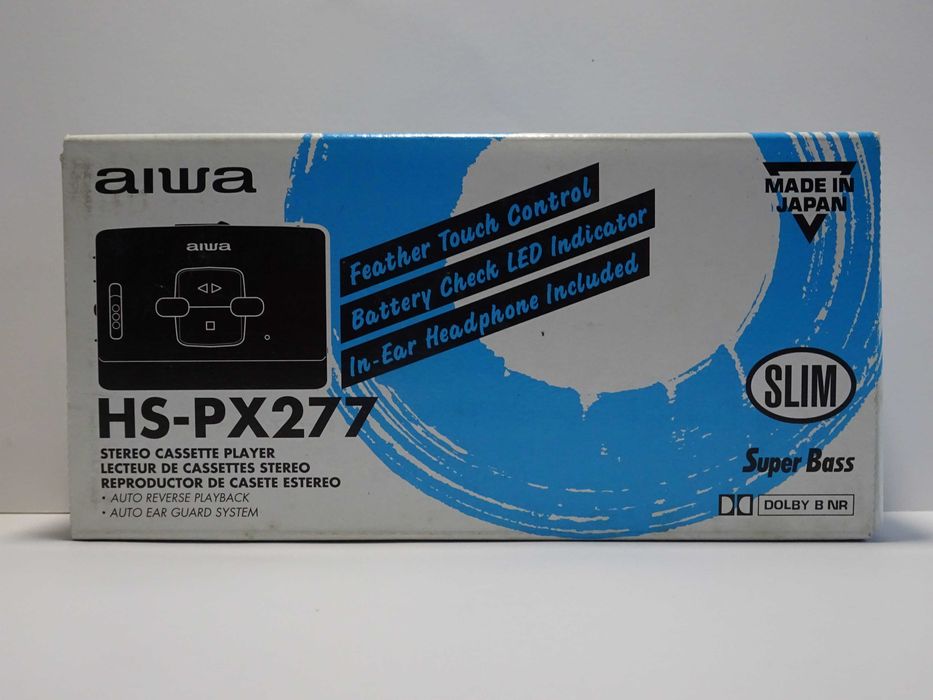 aiwa
aiwa
Feather Touch Control
Battery Check LED Indicator
In-Ear Headphone Included
MADE IN
JAPAN
HS-PX277
STEREO CASSETTE PLAYER
LECTEUR DE CASSETTES STEREO
REPRODUCTOR DE CASETE ESTEREO
• AUTO REVERSE PLAYBACK
• AUTO EAR GUARD SYSTEM
SLIM
Super Bass
DOLBY B NR